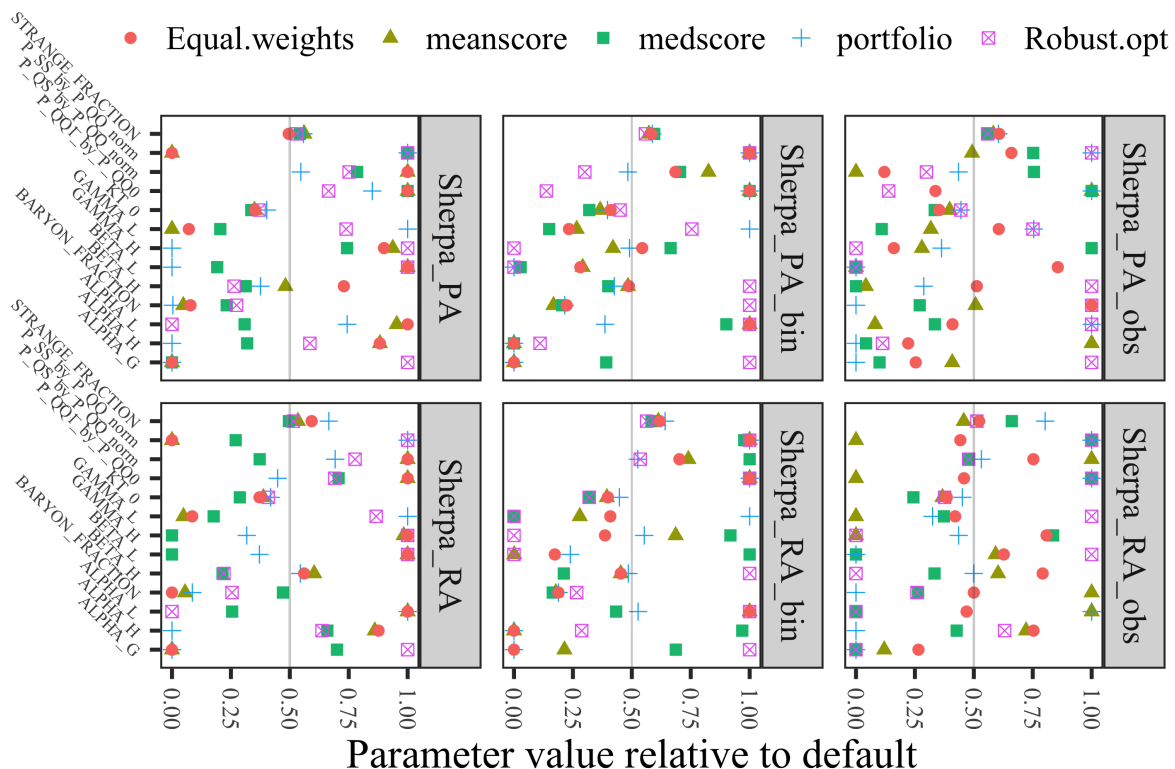 Equal.weights meanscore medscore portfolio Robust.opt
STRANGE_FRACTION
P_SS_by_P_QQ_norm
P_QS_by_P_QQ_norm
P_QQ1_by_P_QQ0
KT_0
GAMMA_L
GAMMA_H
BETA_L
BETA_H
BARYON_FRACTION
ALPHA_L
ALPHA_H
ALPHA_G
Sherpa_PA
Sherpa_PA_bin
Sherpa_PA_obs
STRANGE_FRACTION
P_SS_by_P_QQ_norm
P_QS_by_P_QQ_norm
P_QQ1_by_P_QQ0
KT_0
GAMMA_L
GAMMA_H
BETA_L
BETA_H
BARYON_FRACTION
ALPHA_L
ALPHA_H
ALPHA_G
Sherpa_RA
Sherpa_RA_bin
Sherpa_RA_obs
0.00 0.25 0.50 0.75 1.00
0.00 0.25 0.50 0.75 1.00
0.00 0.25 0.50 0.75 1.00
Parameter value relative to default